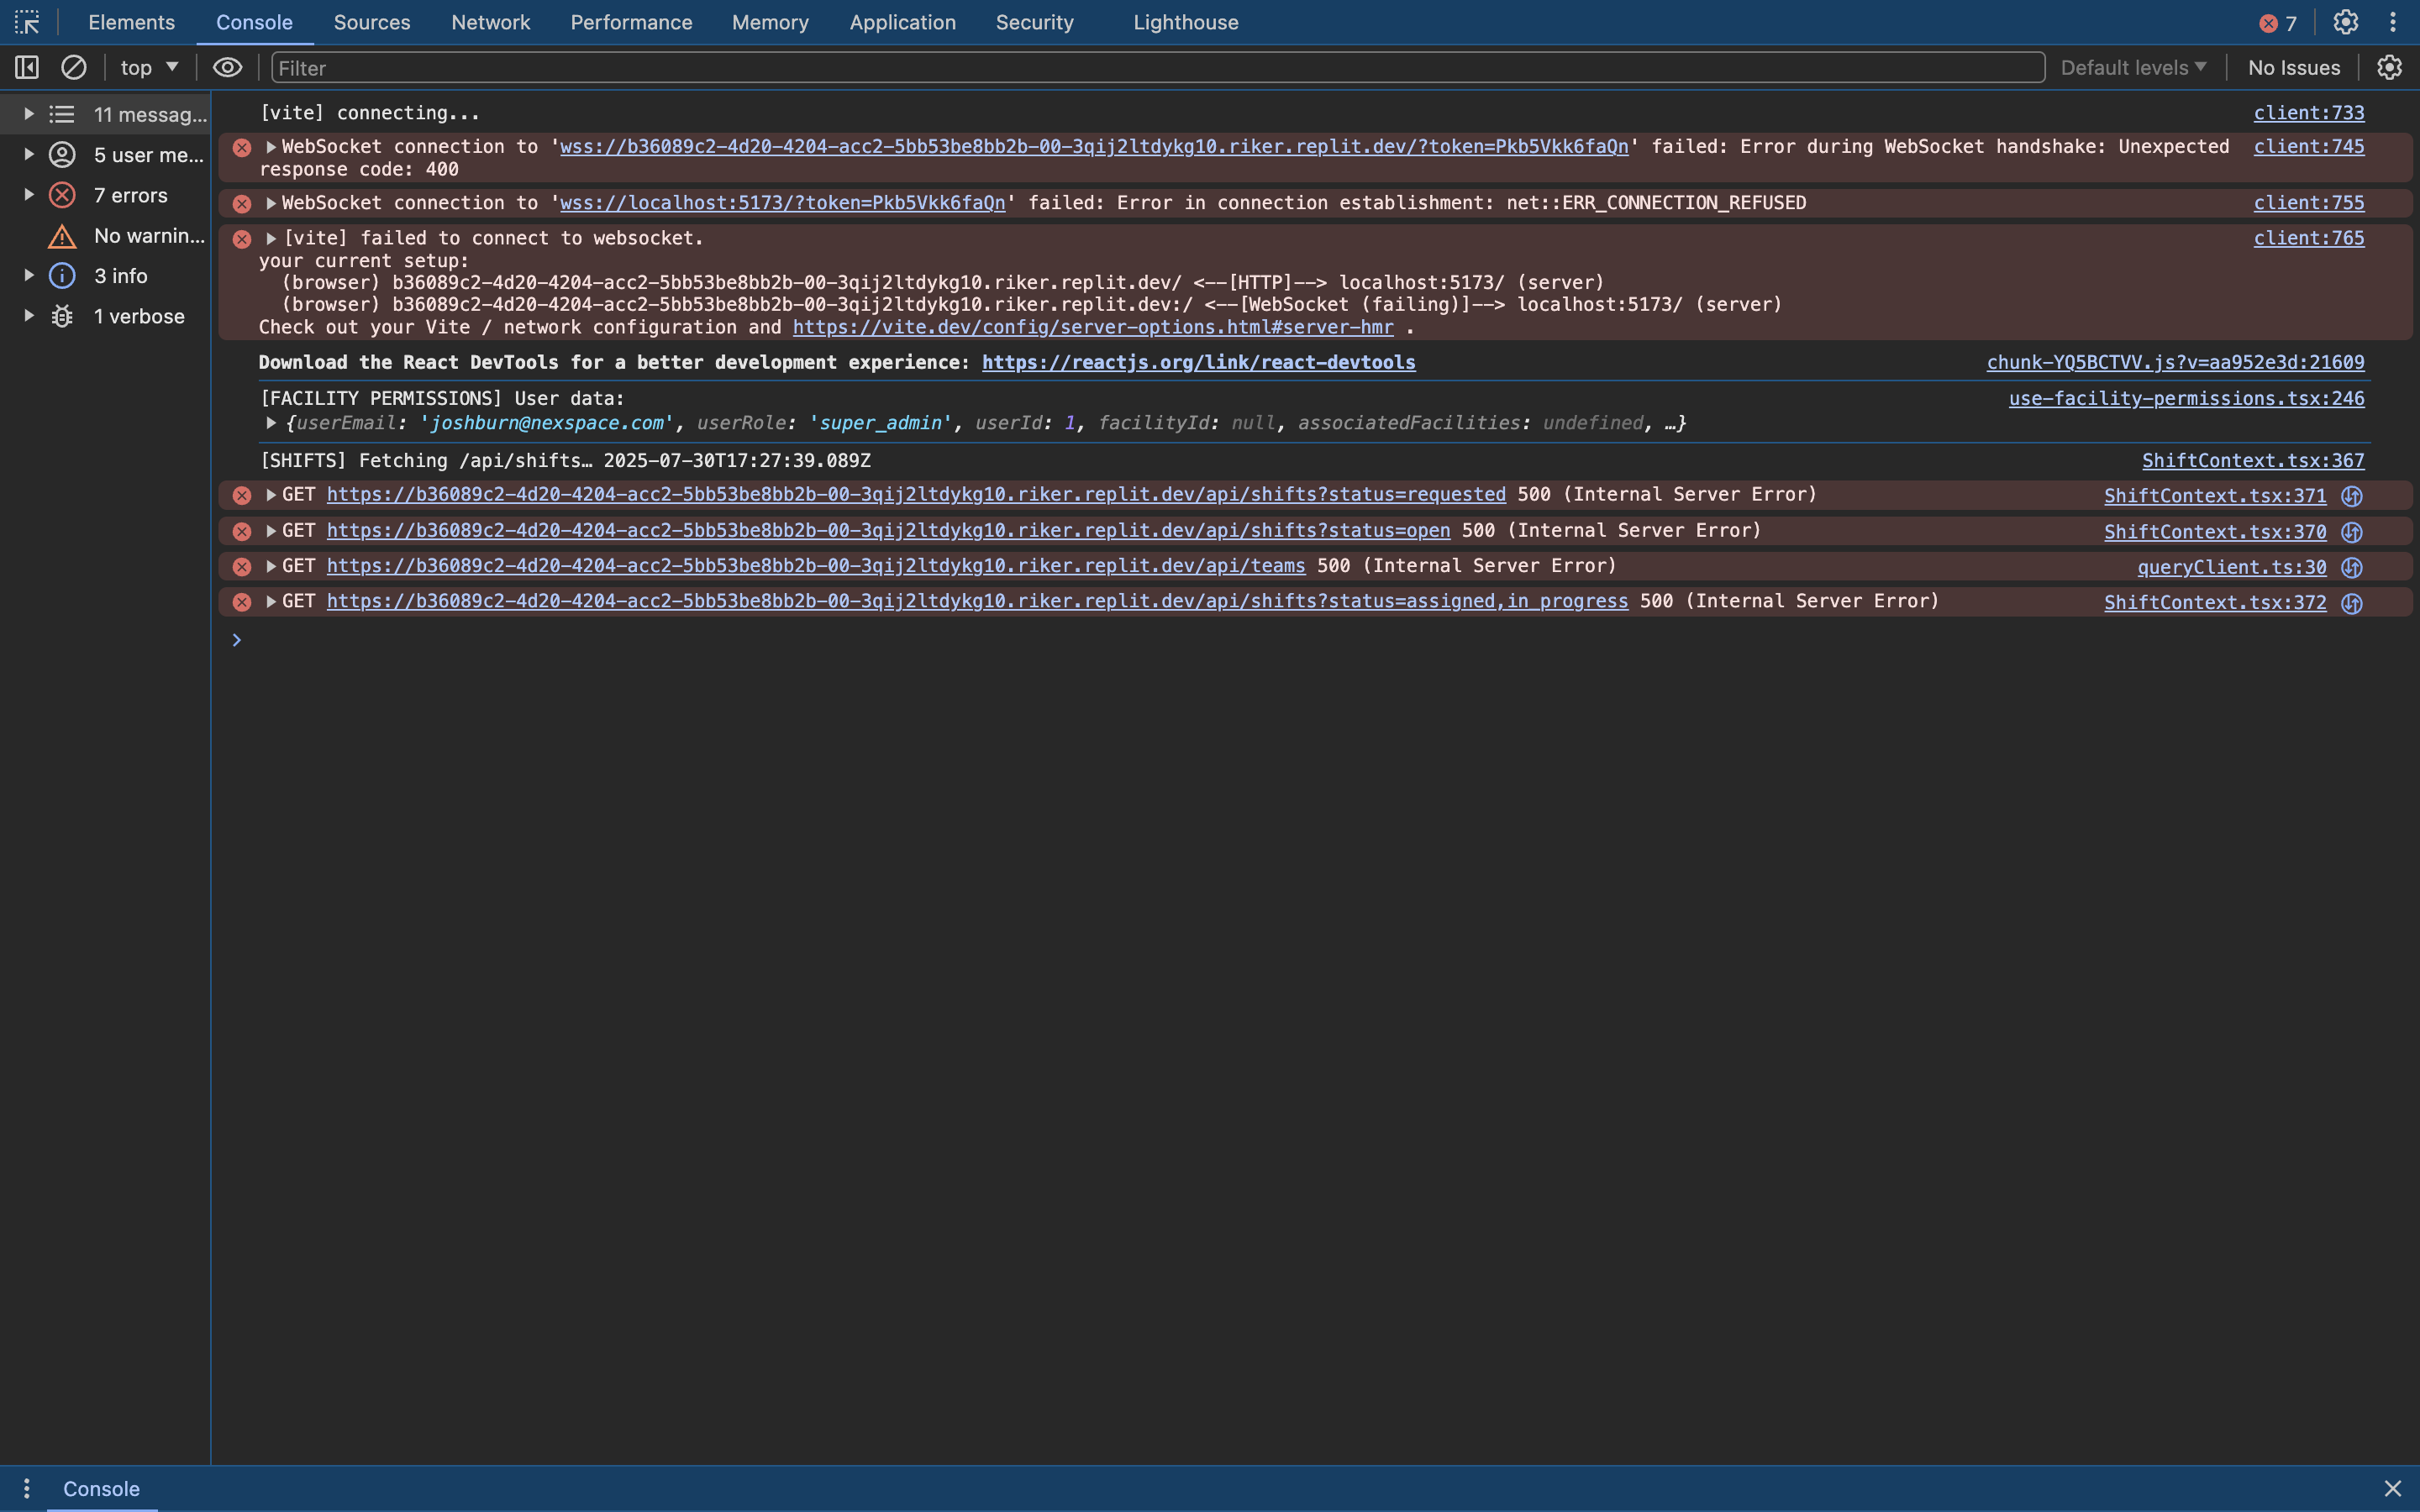 Elements Console Sources Network Performance Memory Application Security Lighthouse 7
top Filter Default levels No Issues
11 messag...
5 user me...
7 errors
No warnin...
3 info
1 verbose
[vite] connecting... client:733
WebSocket connection to 'wss://b36089c2-4d20-4204-acc2-5bb53be8bb2b-00-3qij2ltdykg10.riker.replit.dev/?token=Pkb5Vkk6faQn' failed: Error during WebSocket handshake: Unexpected client:745
response code: 400
WebSocket connection to 'wss://localhost:5173/?token=Pkb5Vkk6faQn' failed: Error in connection establishment: net::ERR_CONNECTION_REFUSED client:755
[vite] failed to connect to websocket. client:765
your current setup:
(browser) b36089c2-4d20-4204-acc2-5bb53be8bb2b-00-3qij2ltdykg10.riker.replit.dev/ <--[HTTP]--> localhost:5173/ (server)
(browser) b36089c2-4d20-4204-acc2-5bb53be8bb2b-00-3qij2ltdykg10.riker.replit.dev:/ <--[WebSocket (failing)]--> localhost:5173/ (server)
Check out your Vite / network configuration and https://vite.dev/config/server-options.html#server-hmr .
Download the React DevTools for a better development experience: https://reactjs.org/link/react-devtools chunk-YQ5BCTVV.js?v=aa952e3d:21609
[FACILITY PERMISSIONS] User data: use-facility-permissions.tsx:246
{userEmail: 'joshburn@nexspace.com', userRole: 'super_admin', userId: 1, facilityId: null, associatedFacilities: undefined, …}
[SHIFTS] Fetching /api/shifts… 2025-07-30T17:27:39.089Z ShiftContext.tsx:367
GET https://b36089c2-4d20-4204-acc2-5bb53be8bb2b-00-3qij2ltdykg10.riker.replit.dev/api/shifts?status=requested 500 (Internal Server Error) ShiftContext.tsx:371
GET https://b36089c2-4d20-4204-acc2-5bb53be8bb2b-00-3qij2ltdykg10.riker.replit.dev/api/shifts?status=open 500 (Internal Server Error) ShiftContext.tsx:370
GET https://b36089c2-4d20-4204-acc2-5bb53be8bb2b-00-3qij2ltdykg10.riker.replit.dev/api/teams 500 (Internal Server Error) queryClient.ts:30
GET https://b36089c2-4d20-4204-acc2-5bb53be8bb2b-00-3qij2ltdykg10.riker.replit.dev/api/shifts?status=assigned,in_progress 500 (Internal Server Error) ShiftContext.tsx:372
Console